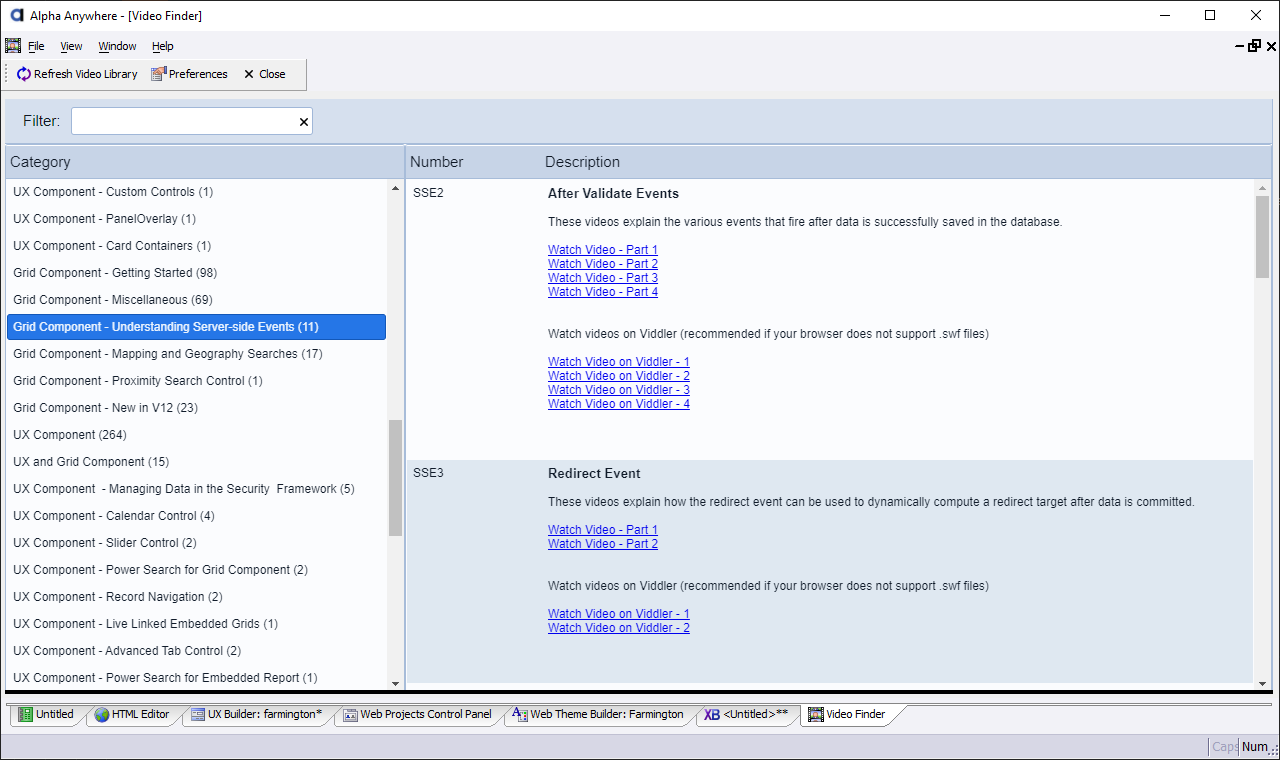 Alpha Anywhere - [Video Finder]
File View Window Help
Refresh Video Library Preferences Close
Filter:
Category
Number Description
UX Component - Custom Controls (1)
UX Component - PanelOverlay (1)
UX Component - Card Containers (1)
Grid Component - Getting Started (98)
Grid Component - Miscellaneous (69)
Grid Component - Understanding Server-side Events (11)
Grid Component - Mapping and Geography Searches (17)
Grid Component - Proximity Search Control (1)
Grid Component - New in V12 (23)
UX Component (264)
UX and Grid Component (15)
UX Component  - Managing Data in the Security  Framework (5)
UX Component - Calendar Control (4)
UX Component - Slider Control (2)
UX Component - Power Search for Grid Component (2)
UX Component - Record Navigation (2)
UX Component - Live Linked Embedded Grids (1)
UX Component - Advanced Tab Control (2)
UX Component - Power Search for Embedded Report (1)
SSE2 After Validate Events
These videos explain the various events that fire after data is successfully saved in the database.
Watch Video - Part 1
Watch Video - Part 2
Watch Video - Part 3
Watch Video - Part 4
Watch videos on Viddler (recommended if your browser does not support .swf files)
Watch Video on Viddler - 1
Watch Video on Viddler - 2
Watch Video on Viddler - 3
Watch Video on Viddler - 4
SSE3 Redirect Event
These videos explain how the redirect event can be used to dynamically compute a redirect target after data is committed.
Watch Video - Part 1
Watch Video - Part 2
Watch videos on Viddler (recommended if your browser does not support .swf files)
Watch Video on Viddler - 1
Watch Video on Viddler - 2
Untitled HTML Editor UX Builder: farmington* Web Projects Control Panel Web Theme Builder: Farmington XB <Untitled>** Video Finder
Caps Num